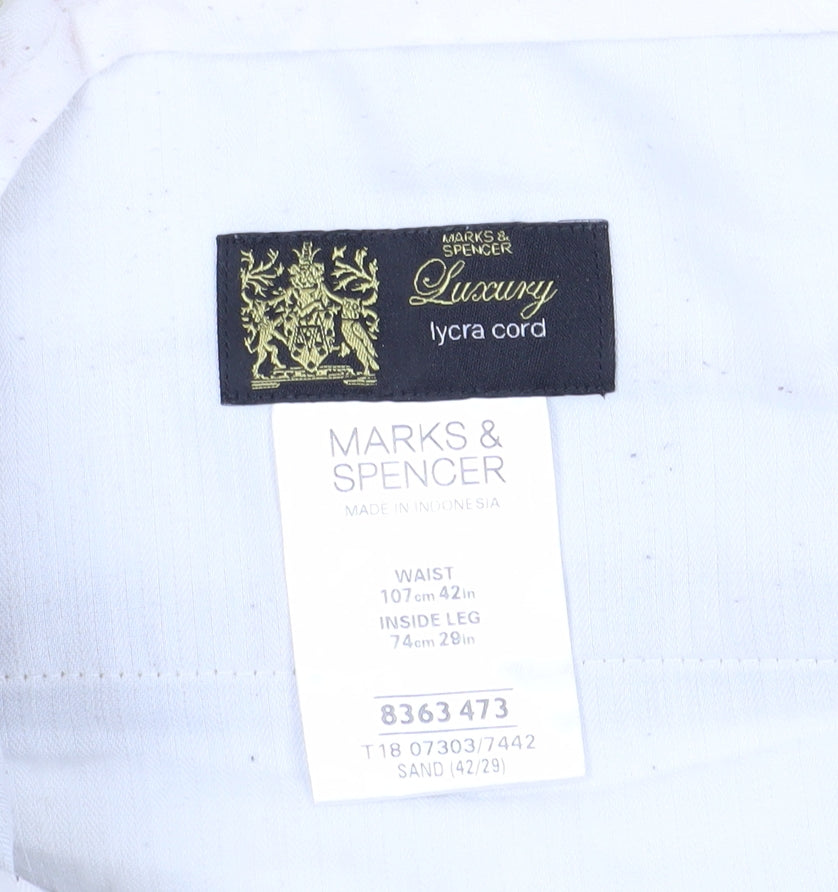 MARKS &
SPENCER
Luxury
lycra cord
MARKS &
SPENCER
MADE IN INDONESIA
WAIST
107cm 42in
INSIDE LEG
74cm 29in
8363 473
T18 07303/7442
SAND (42/29)